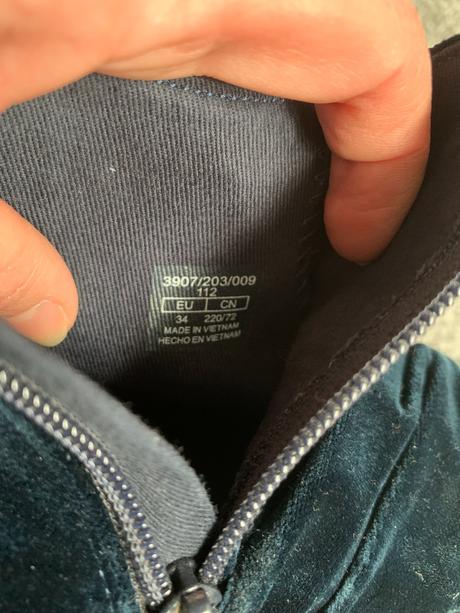 3907/203/009
112
EU CN
34 220/72
MADE IN VIETNAM
HECHO EN VIETNAM